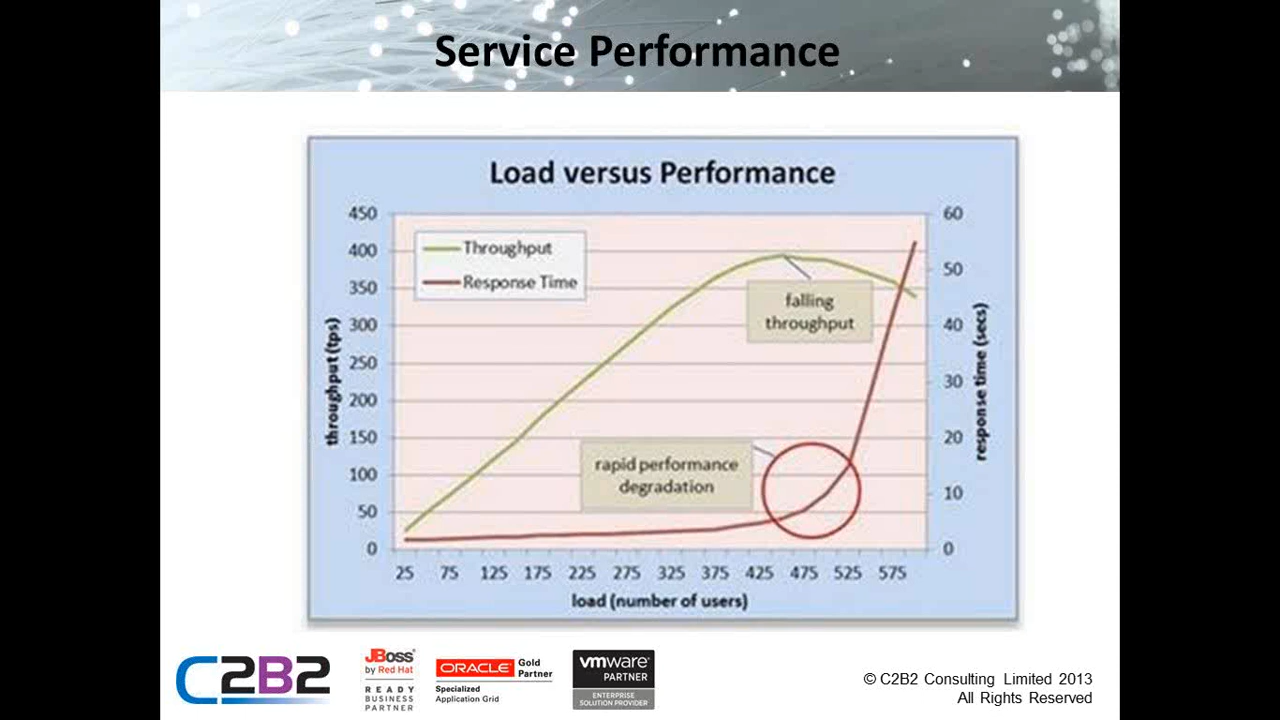 Service Performance
Load versus Performance
450
400
350
300
250
200
150
100
50
0
throughput (tps)
Throughput
Response Time
falling
throughput
rapid performance
degradation
60
50
40
30
20
10
0
response time (secs)
25 75 125 175 225 275 325 375 425 475 525 575
load (number of users)
C2B2
JBoss
by Red Hat
READY
BUSINESS
PARTNER
ORACLE Gold
Partner
Specialized
Application Grid
vmware
PARTNER
ENTERPRISE
SOLUTION PROVIDER
© C2B2 Consulting Limited 2013
All Rights Reserved